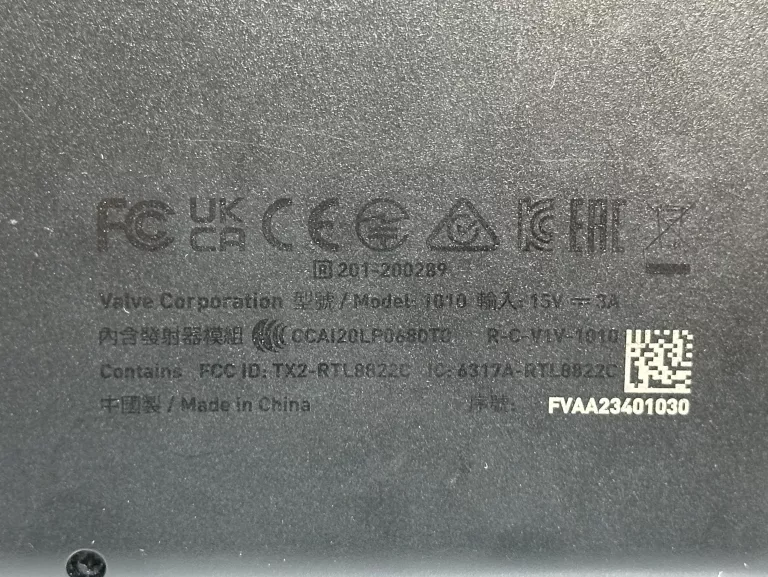 FC UK CA CE EAC
R 201-200289
Valve Corporation 型號 / Model: 1010 輸入: 15V ⎓ 3A
內含發射器模組 CCAI20LP0680T0 R-C-V1V-1010
Contains FCC ID: TX2-RTL8822C IC: 6317A-RTL8822C
中國製 / Made in China 序號: FVAA23401030